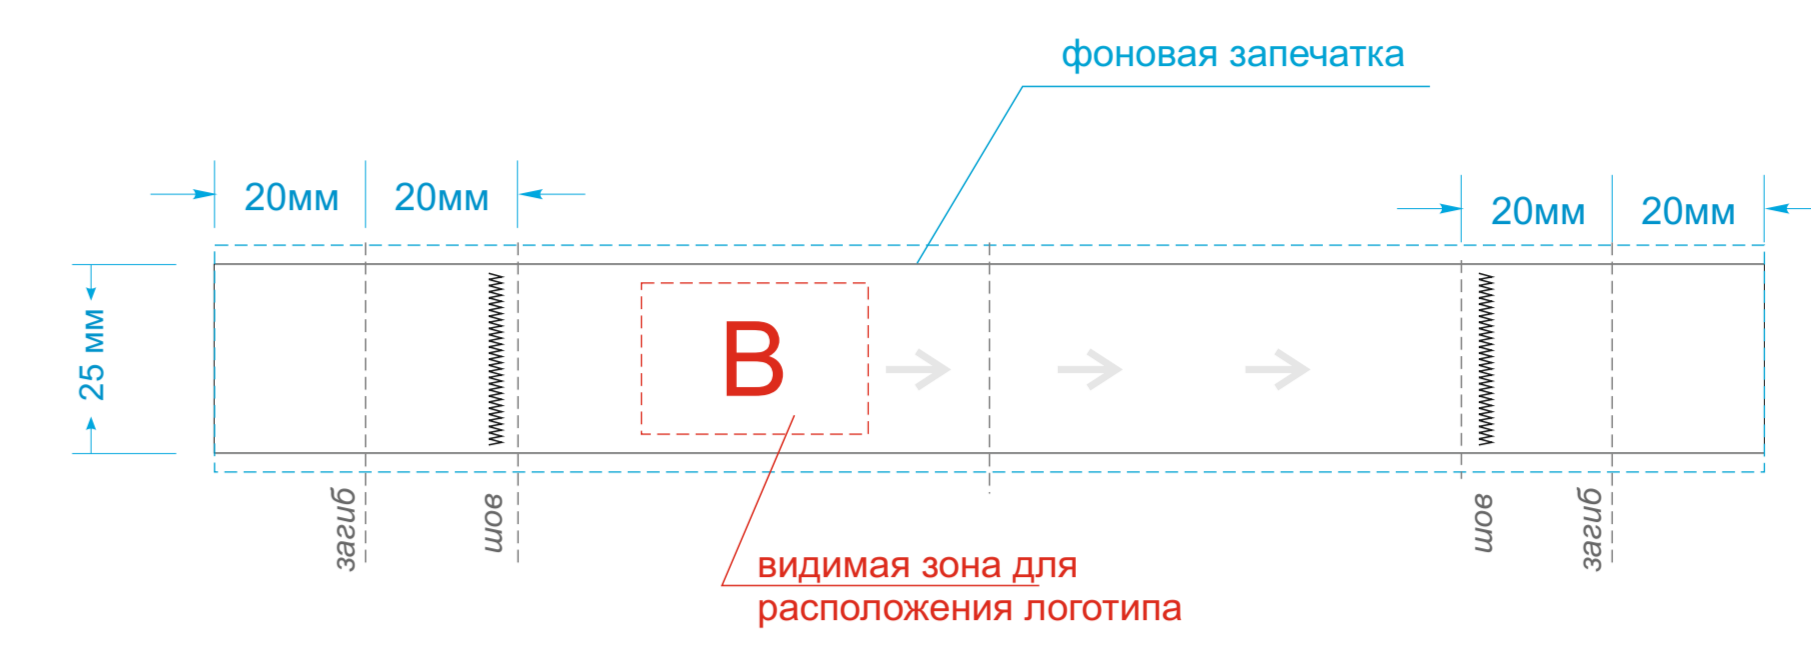 фоновая запечатка
20мм 20мм 20мм 20мм
25 мм
В
загиб шов шов загиб
видимая зона для
расположения логотипа